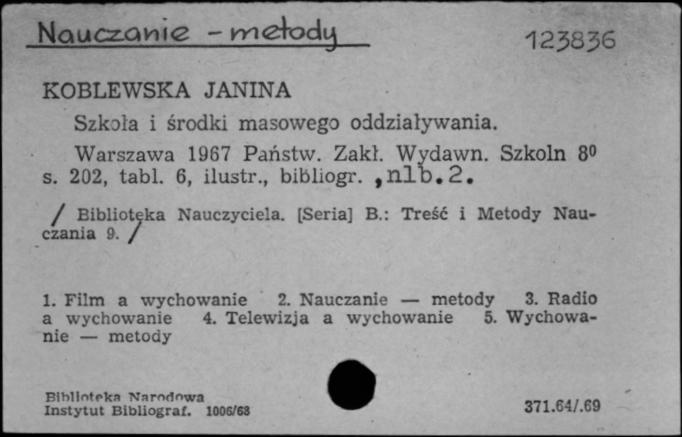 Nauczanie - metody
123836
KOBLEWSKA JANINA
Szkoła i środki masowego oddziaływania.
Warszawa 1967 Państw. Zakł. Wydawn. Szkoln 8⁰
s. 202, tabl. 6, ilustr., bibliogr. , nlb. 2.
/ Biblioteka Nauczyciela. [Seria] B.: Treść i Metody Nau-
czania 9. /
1. Film a wychowanie 2. Nauczanie — metody 3. Radio
a wychowanie 4. Telewizja a wychowanie 5. Wychowa-
nie — metody
Biblioteka Narodowa
Instytut Bibliograf. 1006/68
371.64/.69